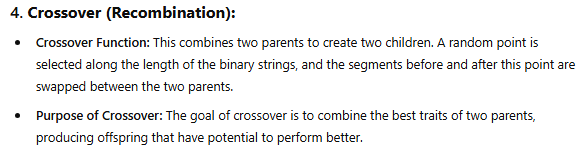 4. Crossover (Recombination):
• Crossover Function: This combines two parents to create two children. A random point is
selected along the length of the binary strings, and the segments before and after this point are
swapped between the two parents.
• Purpose of Crossover: The goal of crossover is to combine the best traits of two parents,
producing offspring that have potential to perform better.